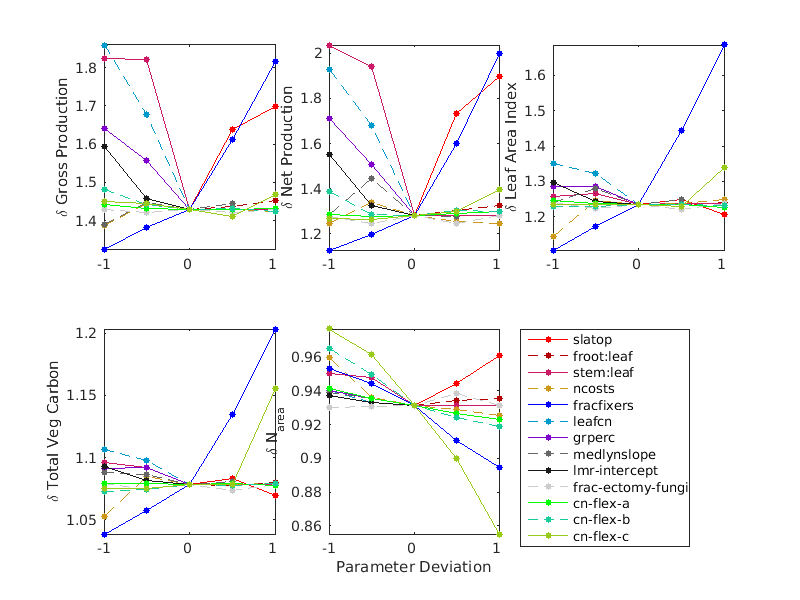 δ Gross Production
1.8
1.7
1.6
1.5
1.4
-1 0 1
δ Net Production
2
1.8
1.6
1.4
1.2
-1 0 1
δ Leaf Area Index
1.6
1.5
1.4
1.3
1.2
-1 0 1
δ Total Veg Carbon
1.2
1.15
1.1
1.05
-1 0 1
δ N_area
0.96
0.94
0.92
0.9
0.88
0.86
-1 0 1
Parameter Deviation
slatop
froot:leaf
stem:leaf
ncosts
fracfixers
leafcn
grperc
medlynslope
lmr-intercept
frac-ectomy-fungi
cn-flex-a
cn-flex-b
cn-flex-c